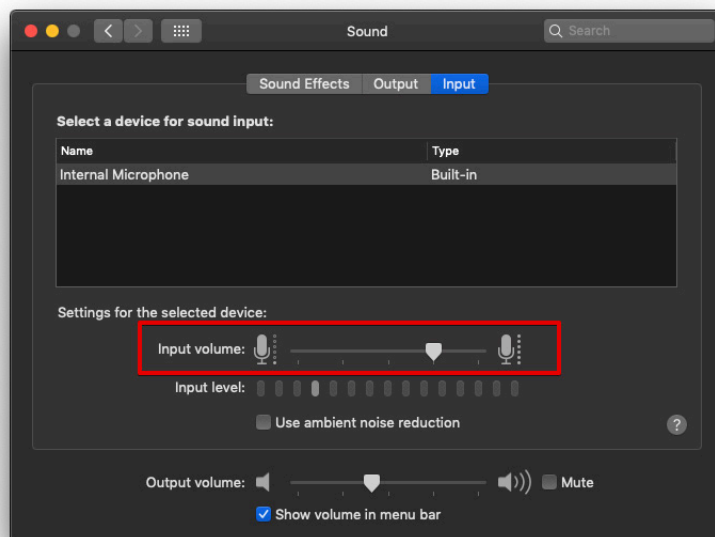 Sound
Search
Sound Effects Output Input
Select a device for sound input:
Name Type
Internal Microphone Built-in
Settings for the selected device:
Input volume:
Input level:
Use ambient noise reduction ?
Output volume: Mute
Show volume in menu bar